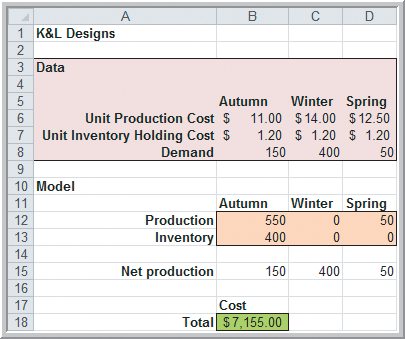 A B C D
1 K&L Designs
2
3 Data
4
5 Autumn Winter Spring
6 Unit Production Cost $ 11.00 $14.00 $12.50
7 Unit Inventory Holding Cost $ 1.20 $ 1.20 $ 1.20
8 Demand 150 400 50
9
10 Model
11 Autumn Winter Spring
12 Production 550 0 50
13 Inventory 400 0 0
14
15 Net production 150 400 50
16
17 Cost
18 Total $7,155.00